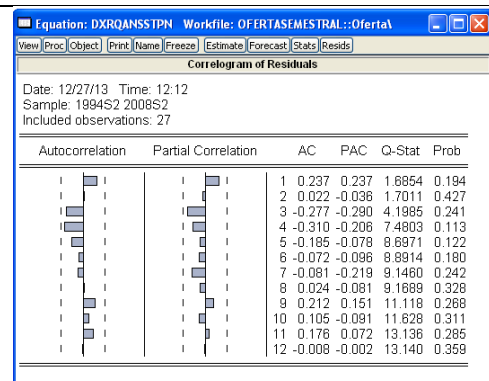 Equation: DXRQANSSTPN Workfile: OFERTASEMESTRAL::Oferta\
View Proc Object Print Name Freeze Estimate Forecast Stats Resids
Correlogram of Residuals
Date: 12/27/13 Time: 12:12
Sample: 1994S2 2008S2
Included observations: 27
Autocorrelation Partial Correlation AC PAC Q-Stat Prob
1 0.237 0.237 1.6854 0.194
2 0.022 -0.036 1.7011 0.427
3 -0.277 -0.290 4.1985 0.241
4 -0.310 -0.206 7.4803 0.113
5 -0.185 -0.078 8.6971 0.122
6 -0.072 -0.096 8.8914 0.180
7 -0.081 -0.219 9.1460 0.242
8 0.024 -0.081 9.1689 0.328
9 0.212 0.151 11.118 0.268
10 0.105 -0.091 11.628 0.311
11 0.176 0.072 13.136 0.285
12 -0.008 -0.002 13.140 0.359